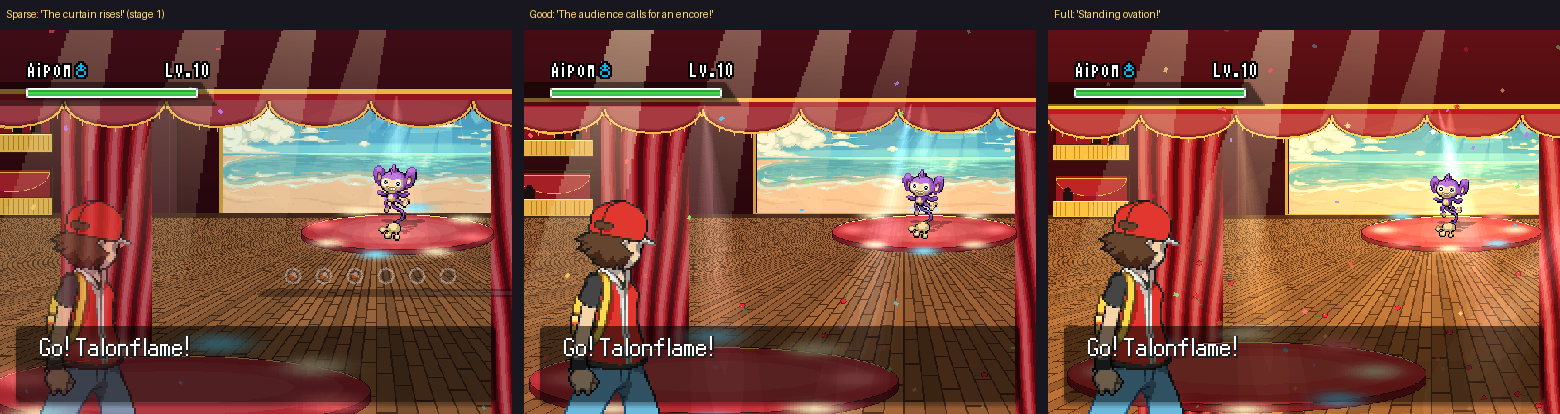 Sparse: 'The curtain rises!' (stage 1)
Good: 'The audience calls for an encore!'
Full: 'Standing ovation!'
Aipom Lv.10
Aipom Lv.10
Aipom Lv.10
Go! Talonflame!
Go! Talonflame!
Go! Talonflame!